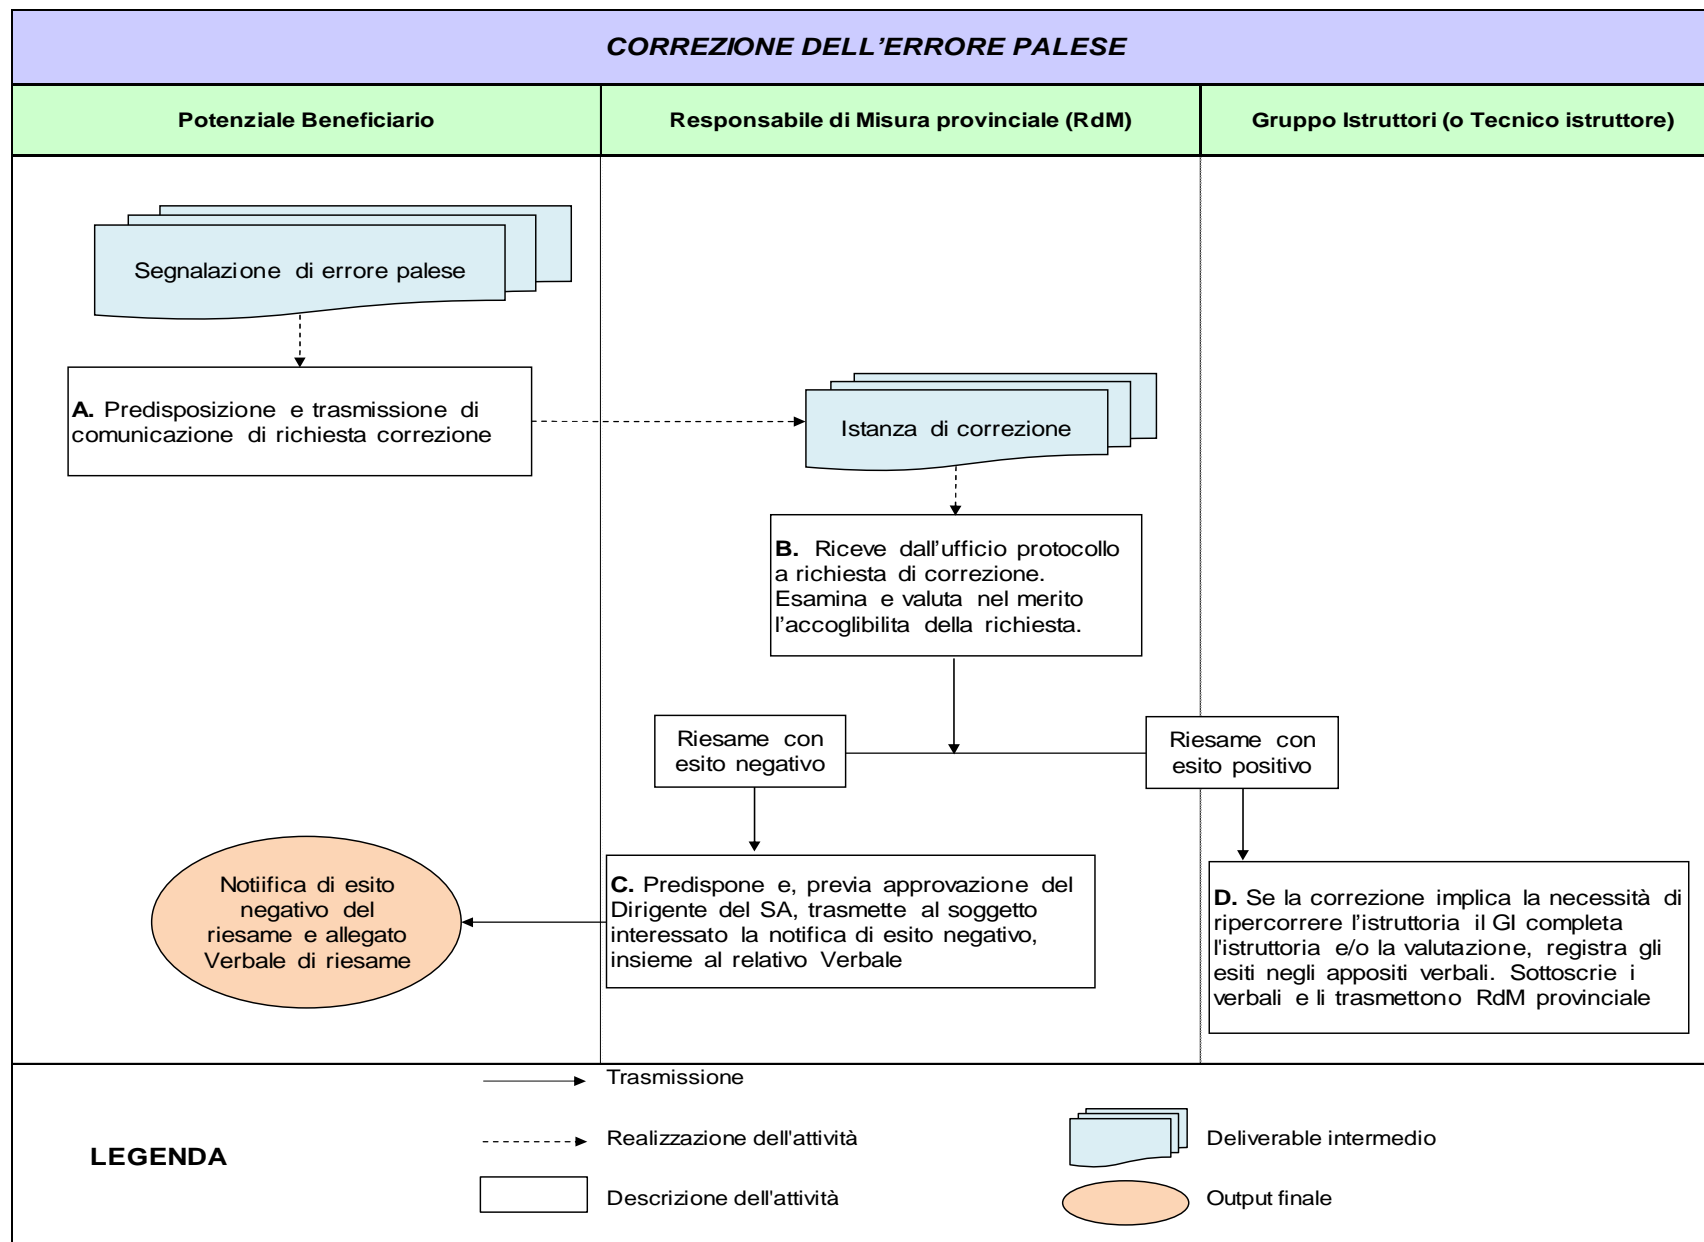 CORREZIONE DELL'ERRORE PALESE
Potenziale Beneficiario
Responsabile di Misura provinciale (RdM)
Gruppo Istruttori (o Tecnico istruttore)
Segnalazione di errore palese
A. Predisposizione e trasmissione di
comunicazione di richiesta correzione
Istanza di correzione
B. Riceve dall'ufficio protocollo
a richiesta di correzione.
Esamina e valuta nel merito
l'accoglibilita della richiesta.
Riesame con
esito negativo
Riesame con
esito positivo
Notiifica di esito
negativo del
riesame e allegato
Verbale di riesame
C. Predispone e, previa approvazione del
Dirigente del SA, trasmette al soggetto
interessato la notifica di esito negativo,
insieme al relativo Verbale
D. Se la correzione implica la necessità di
ripercorrere l'istruttoria il GI completa
l'istruttoria e/o la valutazione, registra gli
esiti negli appositi verbali. Sottoscrie i
verbali e li trasmettono RdM provinciale
LEGENDA
Trasmissione
Realizzazione dell'attività
Descrizione dell'attività
Deliverable intermedio
Output finale